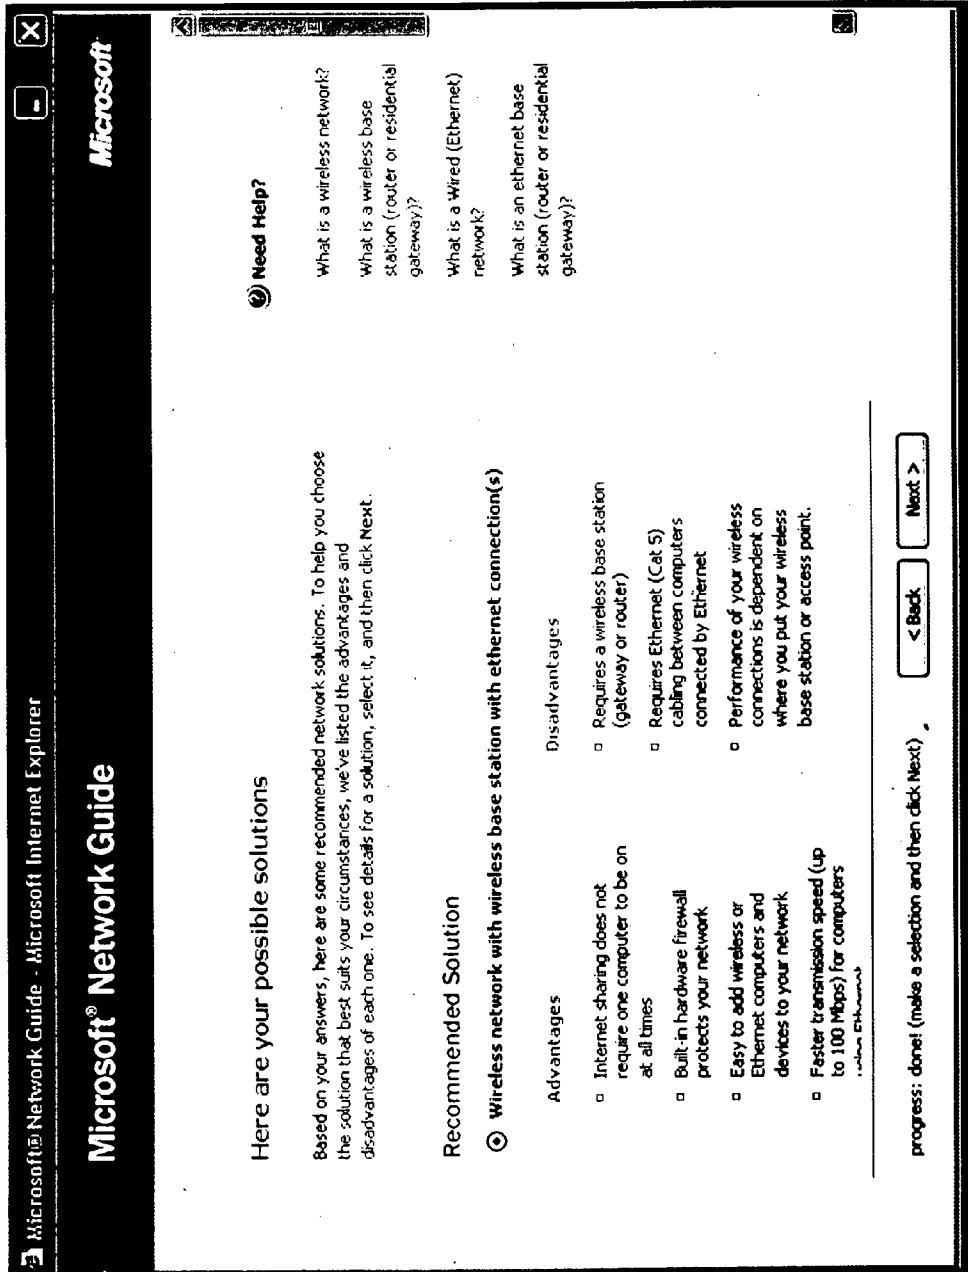 Microsoft® Network Guide - Microsoft Internet Explorer
Microsoft® Network Guide
Microsoft
Here are your possible solutions
Based on your answers, here are some recommended network solutions. To help you choose
the solution that best suits your circumstances, we've listed the advantages and
disadvantages of each one. To see details for a solution, select it, and then click Next.
Recommended Solution
Wireless network with wireless base station with ethernet connection(s)
Advantages
Internet sharing does not
require one computer to be on
at all times
Built-in hardware firewall
protects your network
Easy to add wireless or
Ethernet computers and
devices to your network
Faster transmission speed (up
to 100 Mbps) for computers
Disadvantages
Requires a wireless base station
(gateway or router)
Requires Ethernet (Cat 5)
cabling between computers
connected by Ethernet
Performance of your wireless
connections is dependent on
where you put your wireless
base station or access point.
Need Help?
What is a wireless network?
What is a wireless base
station (router or residential
gateway)?
What is a Wired (Ethernet)
network?
What is an ethernet base
station (router or residential
gateway)?
progress: done! (make a selection and then click Next)
< Back
Next >